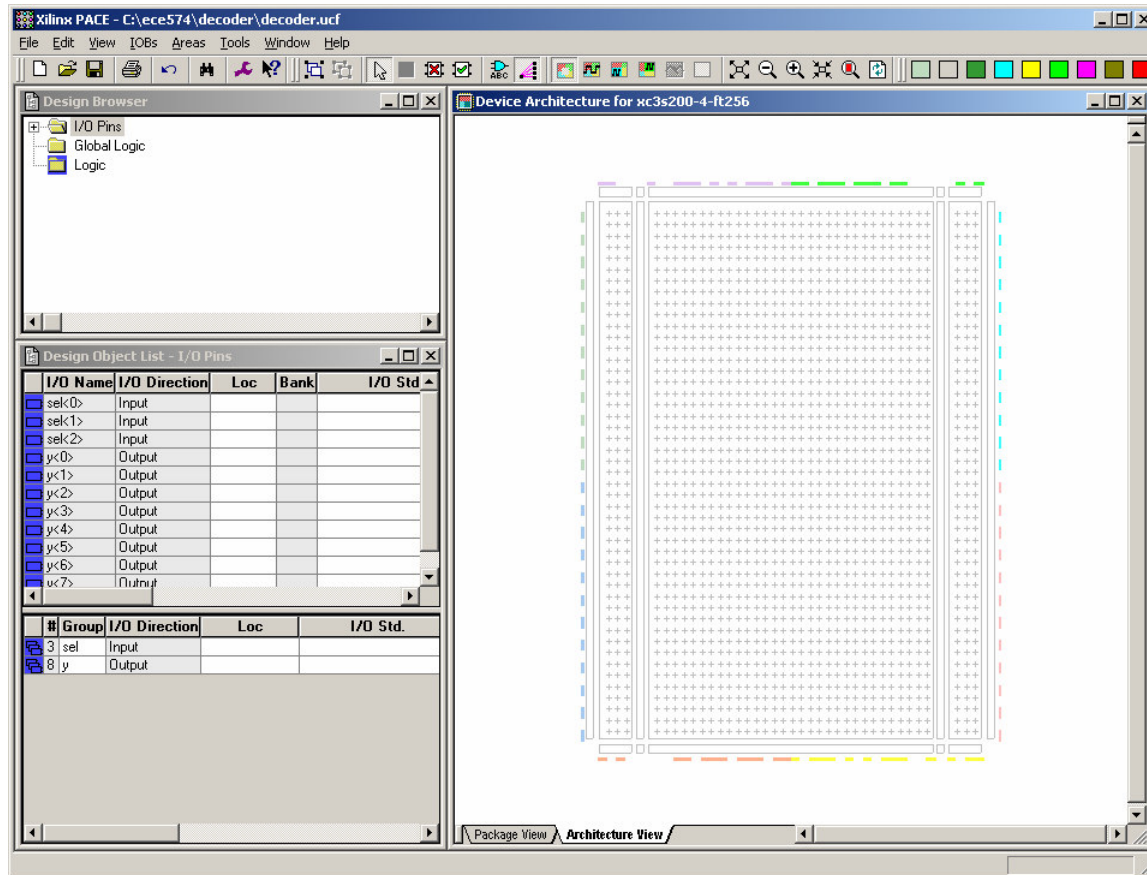 Xilinx PACE - C:\ece574\decoder\decoder.ucf
File Edit View IOBs Areas Tools Window Help
ABC
Design Browser
I/O Pins
Global Logic
Logic
Design Object List - I/O Pins
I/O Name I/O Direction Loc Bank I/O Std
sel<0> Input
sel<1> Input
sel<2> Input
y<0> Output
y<1> Output
y<2> Output
y<3> Output
y<4> Output
y<5> Output
y<6> Output
y<7> Output
# Group I/O Direction Loc I/O Std.
3 sel Input
8 y Output
Device Architecture for xc3s200-4-ft256
Package View Architecture View